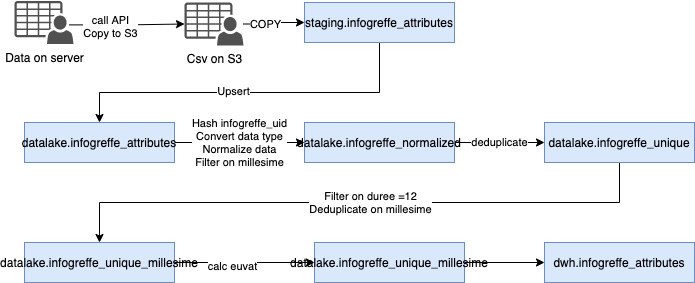 call API
Copy to S3
COPY
staging.infogreffe_attributes
Data on server
Csv on S3
Upsert
datalake.infogreffe_attributes
Hash infogreffe_uid
Convert data type
Normalize data
Filter on millesime
datalake.infogreffe_normalized
deduplicate
datalake.infogreffe_unique
Filter on duree =12
Deduplicate on millesime
datalake.infogreffe_unique_millesime
calc euvat
datalake.infogreffe_unique_millesime
dwh.infogreffe_attributes